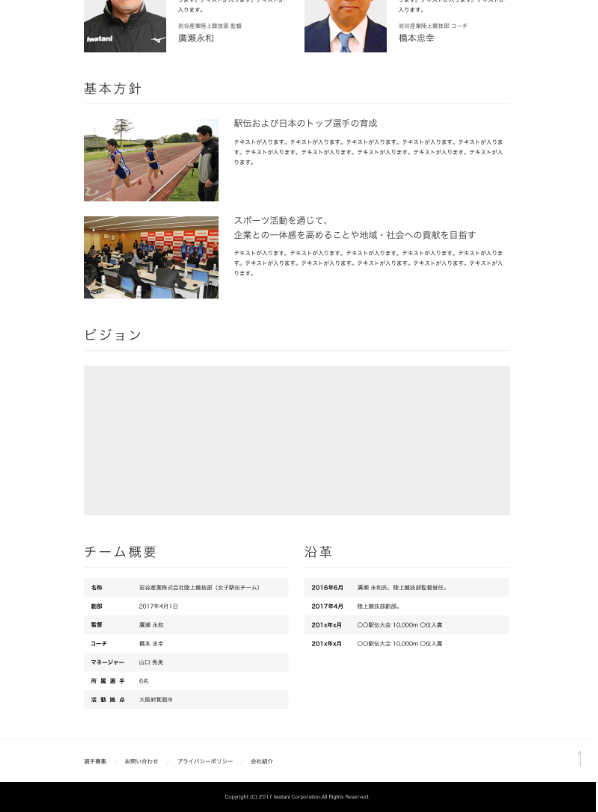 ります。テキストが入ります。テキストが
入ります。
岩谷産業陸上競技部 監督
廣瀬永和
Iwatani
ります。テキストが入ります。テキストが
入ります。
岩谷産業陸上競技部 コーチ
橋本忠幸
基本方針
駅伝および日本のトップ選手の育成
テキストが入ります。テキストが入ります。テキストが入ります。テキストが入ります。テキストが入りま
す。テキストが入ります。テキストが入ります。テキストが入ります。テキストが入ります。テキストが入
ります。
スポーツ活動を通じて、
企業との一体感を高めることや地域・社会への貢献を目指す
テキストが入ります。テキストが入ります。テキストが入ります。テキストが入ります。テキストが入りま
す。テキストが入ります。テキストが入ります。テキストが入ります。テキストが入ります。テキストが入
ります。
ビジョン
チーム概要
名称 岩谷産業株式会社陸上競技部（女子駅伝チーム）
創部 2017年4月1日
監督 廣瀬 永和
コーチ 橋本 忠幸
マネージャー 山口 秀美
所属選手 6名
活動拠点 大阪府箕面市
沿革
2016年6月 廣瀬 永和氏、陸上競技部監督就任。
2017年4月 陸上競技部創部。
201x年x月 〇〇駅伝大会 10,000m 〇位入賞
201x年x月 〇〇駅伝大会 10,000m 〇位入賞
選手募集 / お問い合わせ / プライバシーポリシー / 会社紹介
Copyright (C) 2017 Iwatani Corporation.All Rights Reserved.